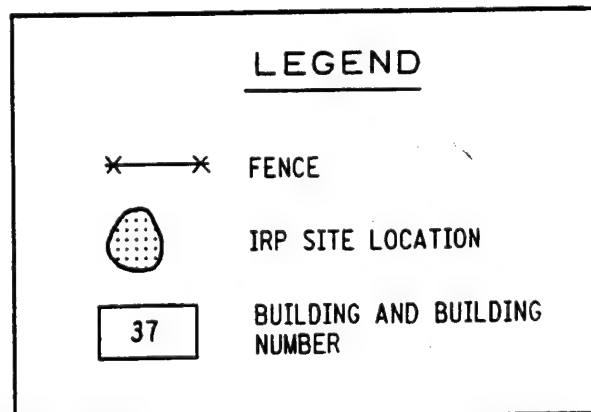 LEGEND
FENCE
IRP SITE LOCATION
37
BUILDING AND BUILDING
NUMBER